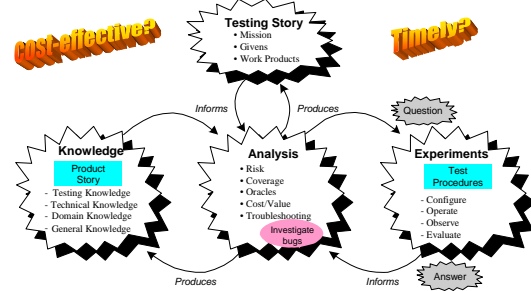 cost-effective?
Timely?
Testing Story
• Mission
• Givens
• Work Products
Informs
Produces
Question
Knowledge
Product
Story
- Testing Knowledge
- Technical Knowledge
- Domain Knowledge
- General Knowledge
Analysis
• Risk
• Coverage
• Oracles
• Cost/Value
• Troubleshooting
Investigate
bugs
Experiments
Test
Procedures
- Configure
- Operate
- Observe
- Evaluate
Produces
Informs
Answer